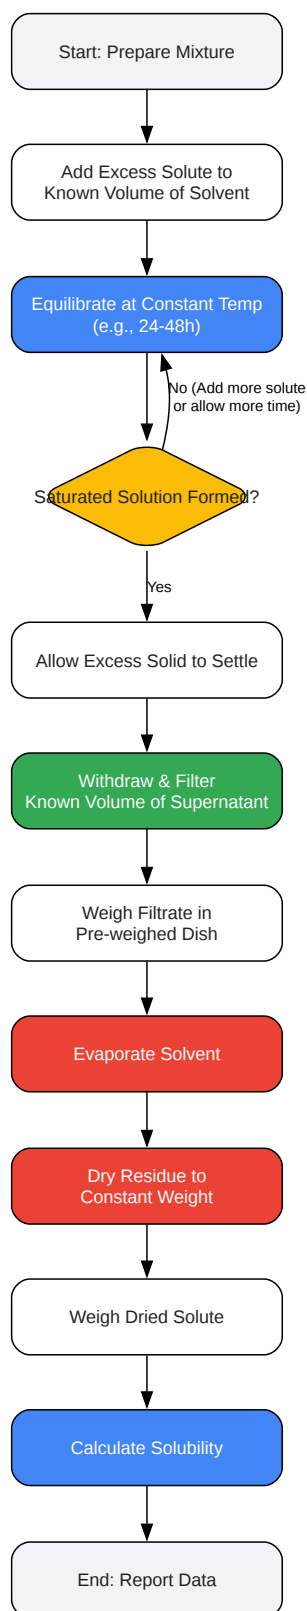 Start: Prepare Mixture
Add Excess Solute to
Known Volume of Solvent
Equilibrate at Constant Temp
(e.g., 24-48h)
No (Add more solute
or allow more time)
Saturated Solution Formed?
Yes
Allow Excess Solid to Settle
Withdraw & Filter
Known Volume of Supernatant
Weigh Filtrate in
Pre-weighed Dish
Evaporate Solvent
Dry Residue to
Constant Weight
Weigh Dried Solute
Calculate Solubility
End: Report Data